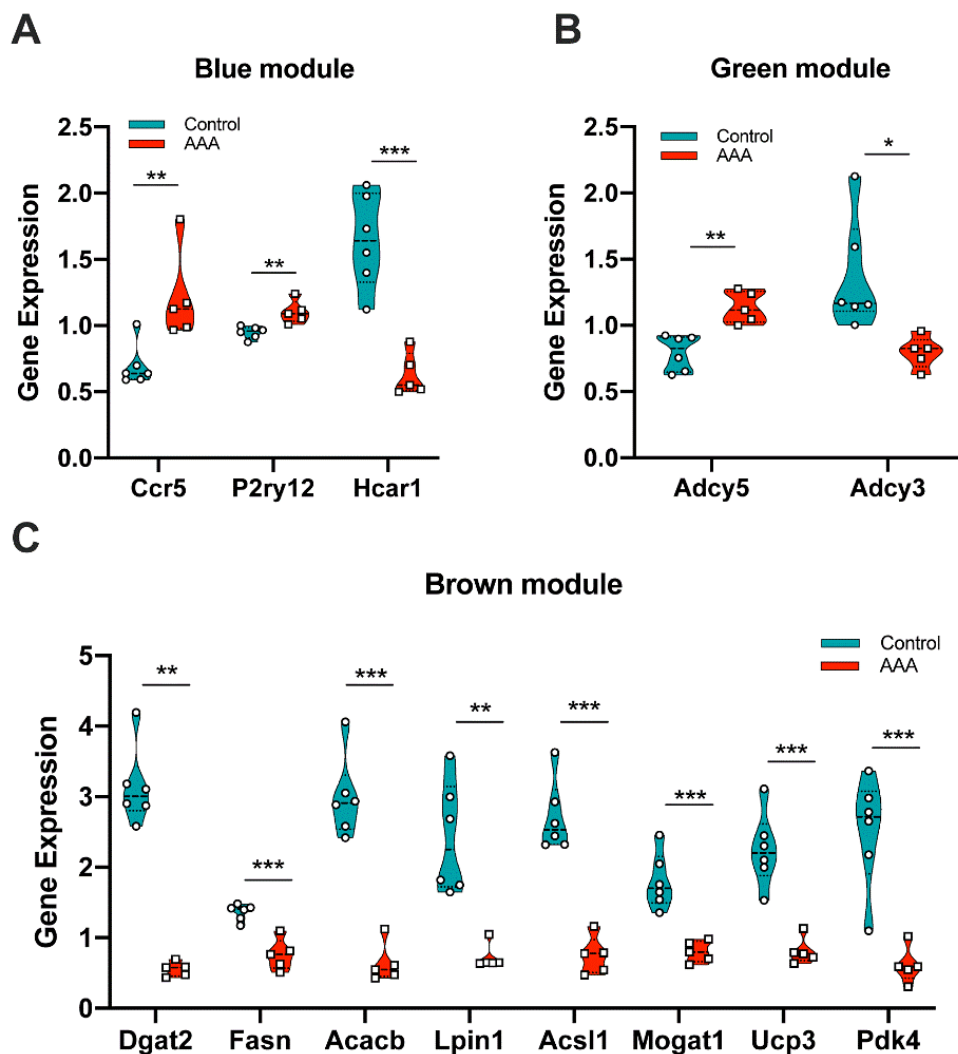 A
Blue module
Control
AAA
Gene Expression
2.5
2.0
1.5
1.0
0.5
0.0
**
**
***
Ccr5 P2ry12 Hcar1
B
Green module
Control
AAA
Gene Expression
2.5
2.0
1.5
1.0
0.5
0.0
**
*
Adcy5 Adcy3
C
Brown module
Control
AAA
Gene Expression
5
4
3
2
1
0
**
***
***
**
***
***
***
***
Dgat2 Fasn Acacb Lpin1 Acsl1 Mogat1 Ucp3 Pdk4